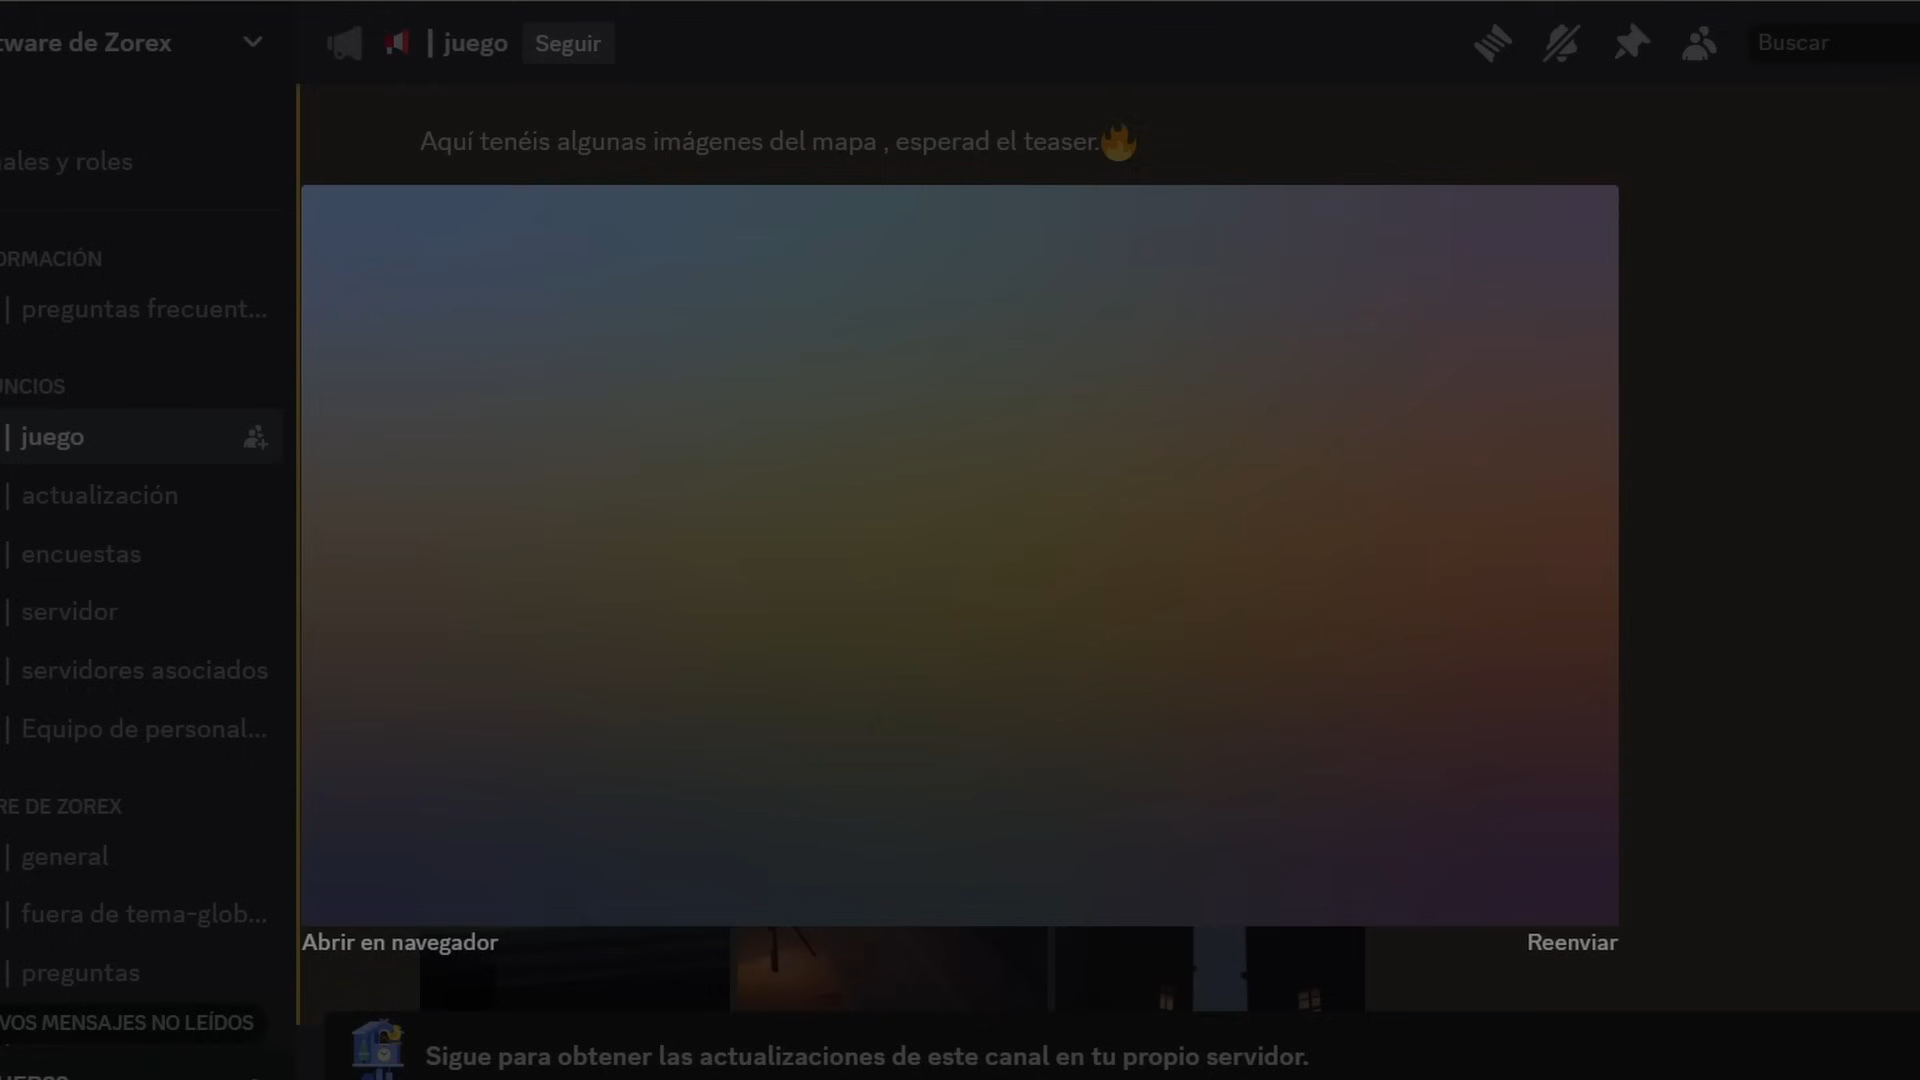 tware de Zorex
juego
Seguir
Buscar
Aquí tenéis algunas imágenes del mapa , esperad el teaser.🔥
ales y roles
ORMACIÓN
preguntas frecuent...
UNCIOS
juego
actualización
encuestas
servidor
servidores asociados
Equipo de personal...
RE DE ZOREX
general
fuera de tema-glob...
preguntas
Abrir en navegador
Reenviar
VOS MENSAJES NO LEÍDOS
Sigue para obtener las actualizaciones de este canal en tu propio servidor.